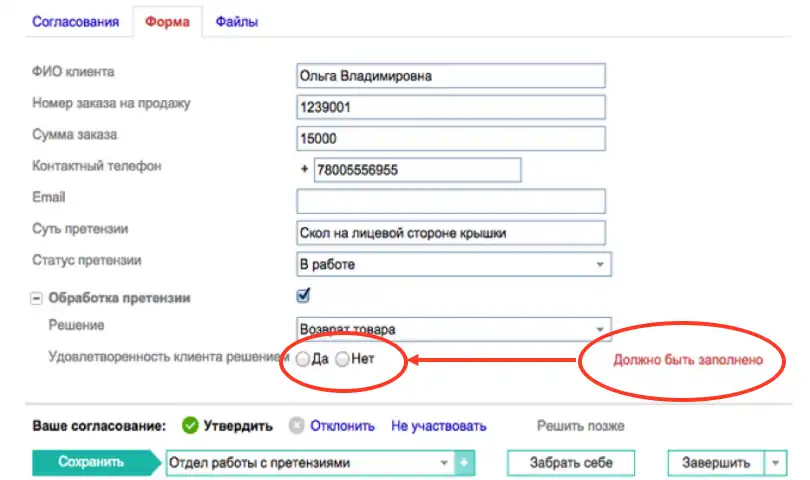 Согласования Форма Файлы
ФИО клиента Ольга Владимировна
Номер заказа на продажу 1239001
Сумма заказа 15000
Контактный телефон + 78005556955
Email
Суть претензии Скол на лицевой стороне крышки
Статус претензии В работе
Обработка претензии
Решение Возврат товара
Удовлетворенность клиента решением Да Нет Должно быть заполнено
Ваше согласование: Утвердить Отклонить Не участвовать Решить позже
Сохранить Отдел работы с претензиями + Забрать себе Завершить